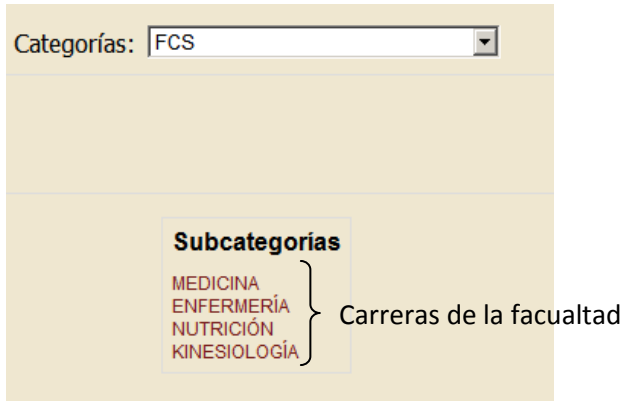 Categorías: FCS
Subcategorías
MEDICINA
ENFERMERÍA
NUTRICIÓN
KINESIOLOGÍA
Carreras de la facualtad